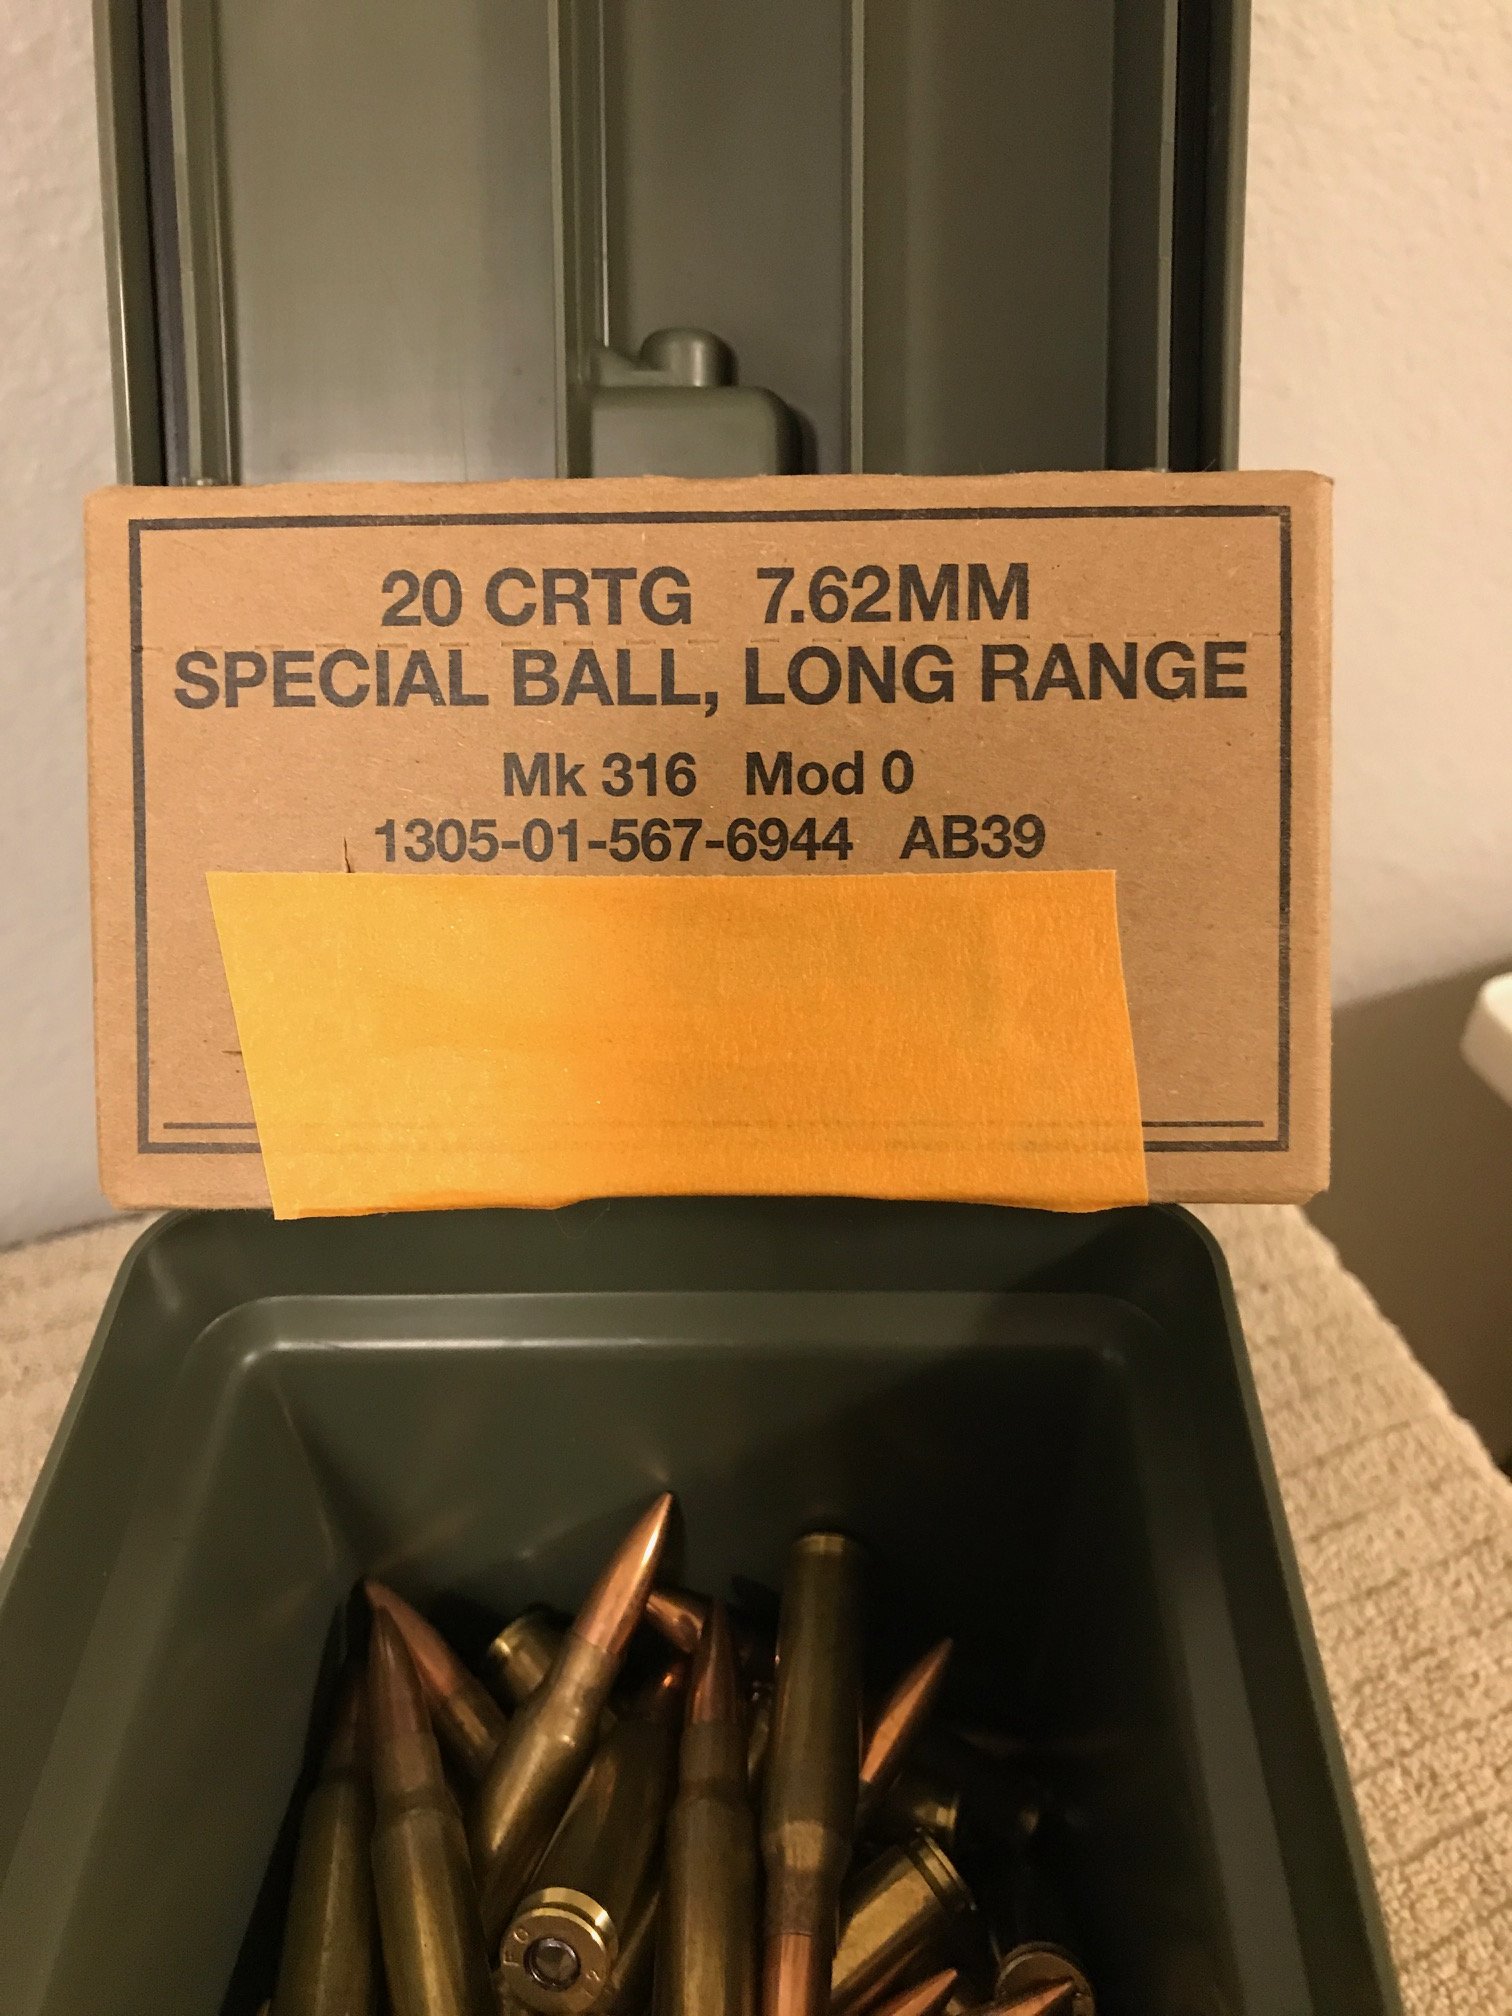 20 CRTG 7.62MM
SPECIAL BALL, LONG RANGE
Mk 316 Mod 0
1305-01-567-6944 AB39